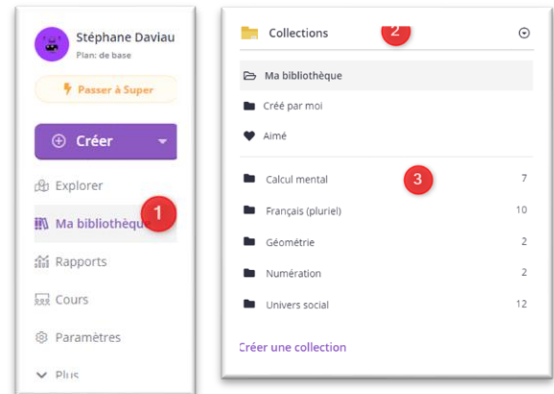 Stéphane Daviau
Plan: de base
Passer à Super
Créer
Explorer
Ma bibliothèque
1
Rapports
Cours
Paramètres
Plus
Collections
2
Ma bibliothèque
Créé par moi
Aimé
Calcul mental 3 7
Français (pluriel) 10
Géométrie 2
Numération 2
Univers social 12
Créer une collection